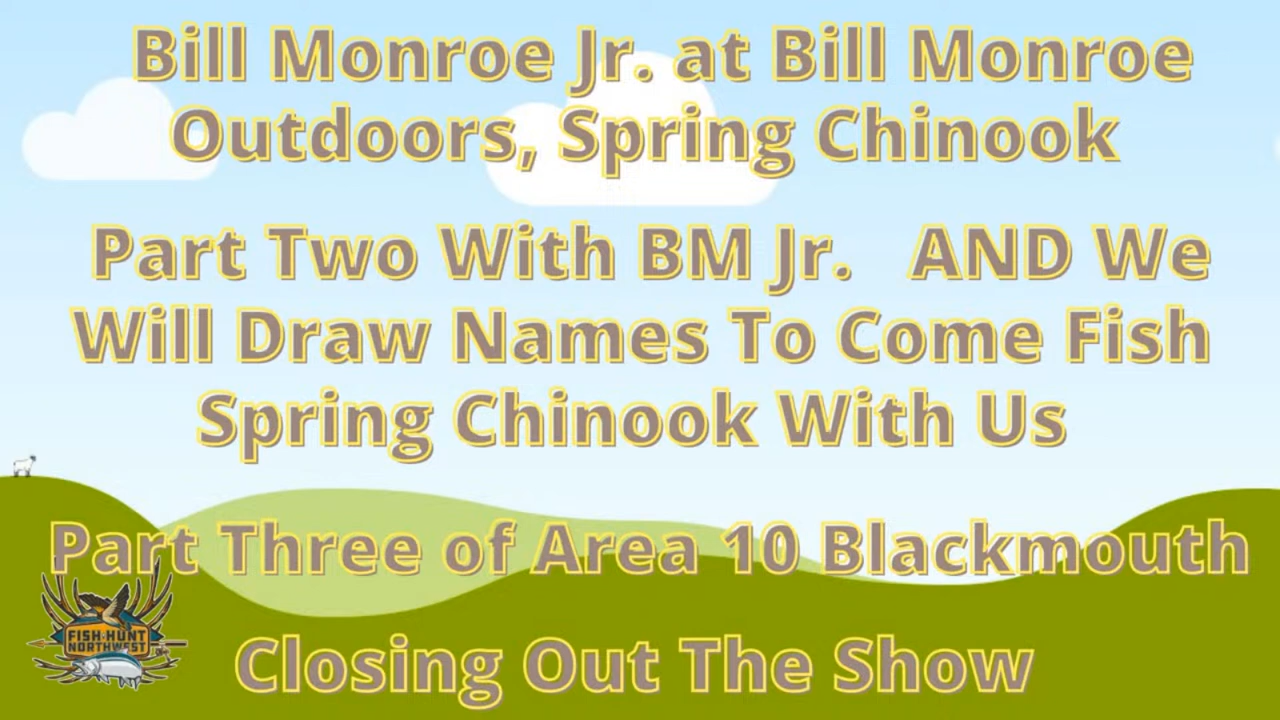 Bill Monroe Jr. at Bill Monroe
Outdoors, Spring Chinook
Part Two With BM Jr. AND We
Will Draw Names To Come Fish
Spring Chinook With Us
Part Three of Area 10 Blackmouth
Closing Out The Show
FISH·HUNT
NORTHWEST